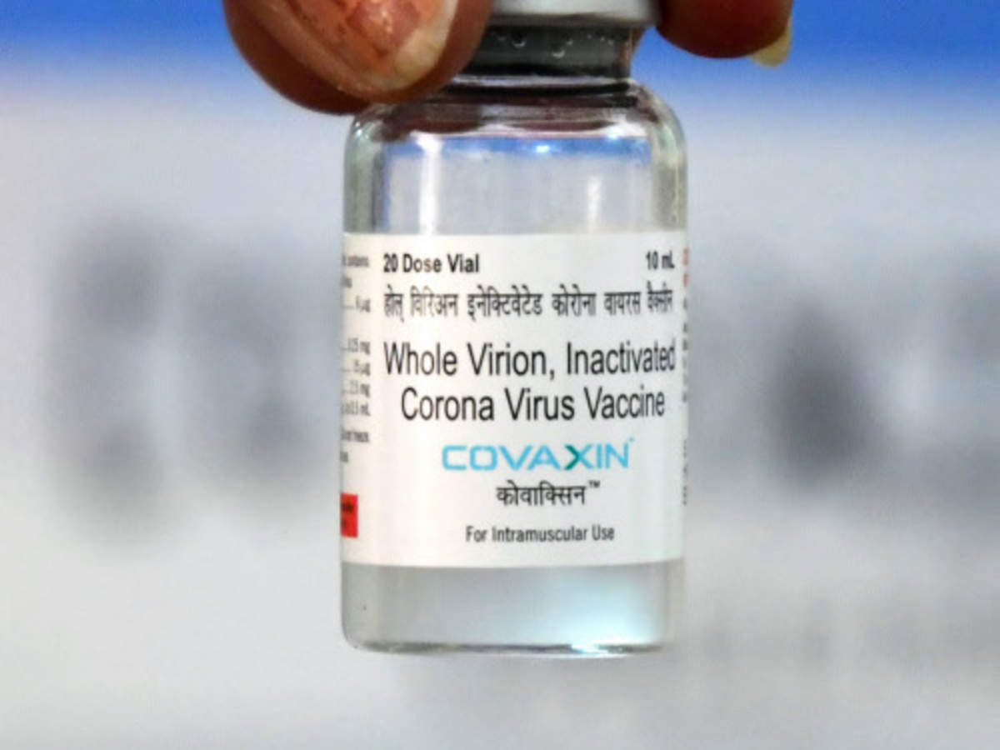 20 Dose Vial 10 mL
होल् विरिअन इनेक्टिवेटेड कोरोना वायरस वैक्सीन
Whole Virion, Inactivated
Corona Virus Vaccine
COVAXIN
कोवाक्सिन™
For Intramuscular Use